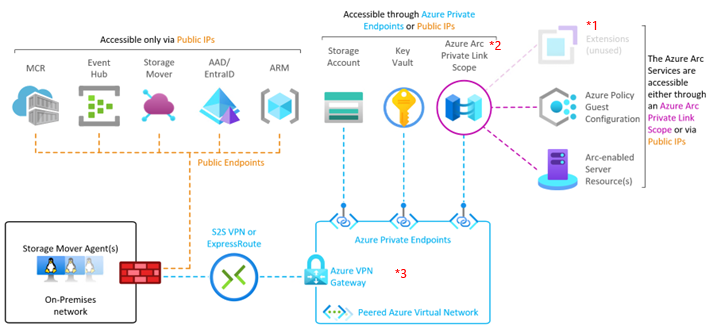 Accessible only via Public IPs
MCR
Event
Hub
Storage
Mover
AAD/
EntraID
ARM
Public Endpoints
Accessible through Azure Private
Endpoints or Public IPs
Storage
Account
Key
Vault
Azure Arc
Private Link
Scope
*2
*1
Extensions
(unused)
Azure Policy
Guest
Configuration
Arc-enabled
Server
Resource(s)
The Azure Arc
Services are
accessible
either through
an Azure Arc
Private Link
Scope or via
Public IPs
Storage Mover Agent(s)
On-Premises
network
S2S VPN or
ExpressRoute
Azure Private Endpoints
Azure VPN
Gateway
*3
Peered Azure Virtual Network